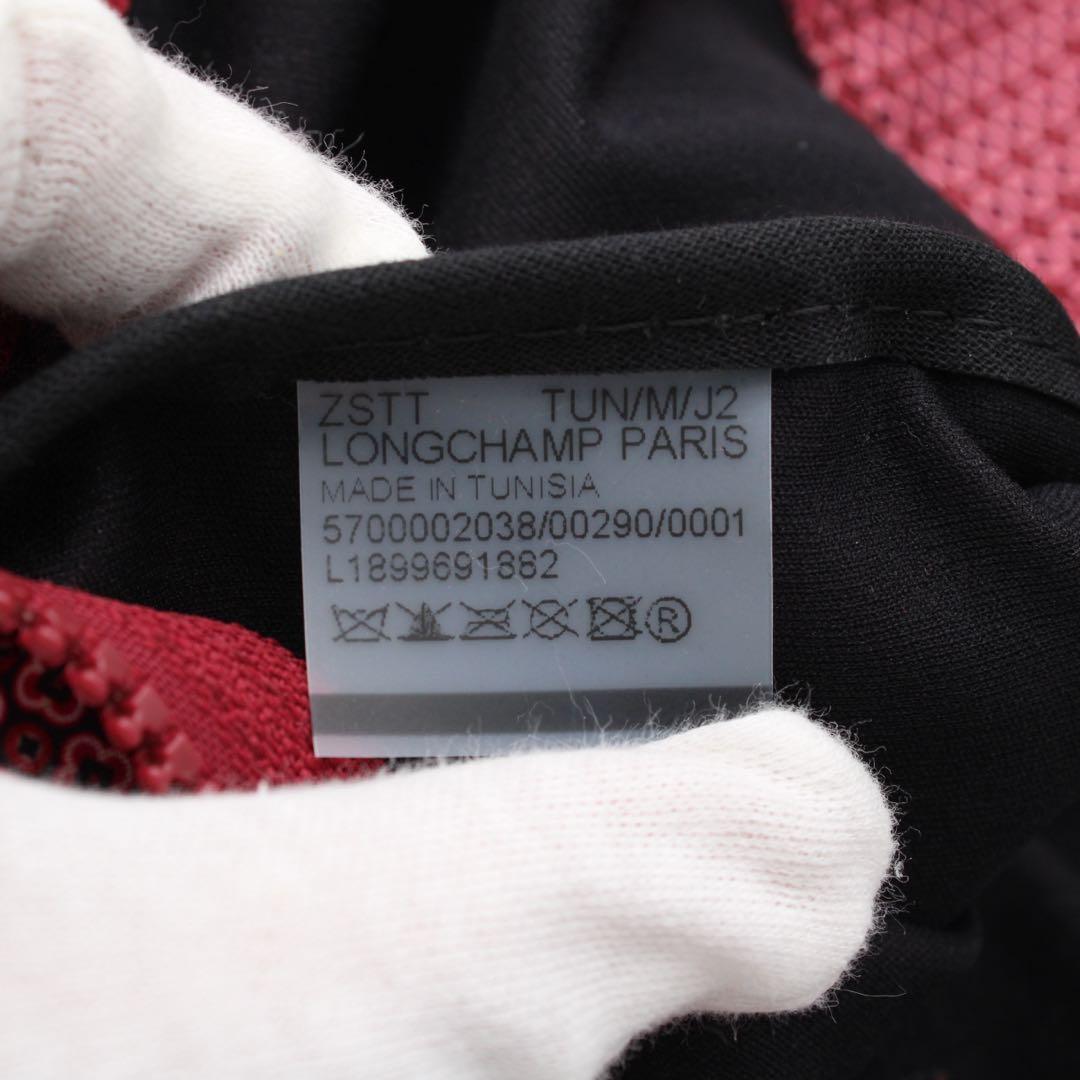 ZSTT TUN/M/J2
LONGCHAMP PARIS
MADE IN TUNISIA
5700002038/00290/0001
L1899691882
®